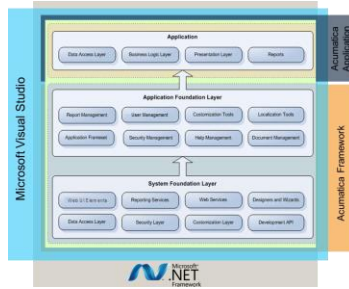 Microsoft Visual Studio
Application
Data Access Layer
Business Logic Layer
Presentation Layer
Reports
Acumatica
Application
Application Foundation Layer
Report Management
User Management
Customization Tools
Localization Tools
Application Framework
Security Management
Help Management
Document Management
Acumatica Framework
System Foundation Layer
Web UI Elements
Reporting Services
Web Services
Designers and Wizards
Data Access Layer
Security Layer
Customization Layer
Development API
Microsoft
.NET
Framework